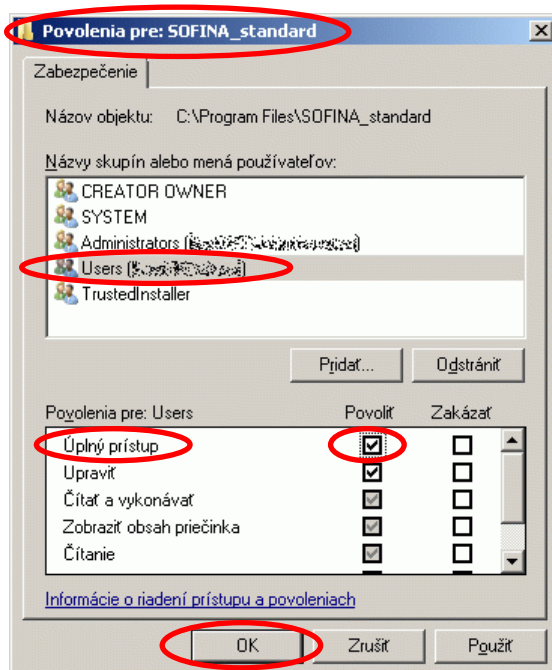 Povolenia pre: SOFINA_standard
Zabezpečenie
Názov objektu: C:\Program Files\SOFINA_standard
Názvy skupín alebo mená používateľov:
CREATOR OWNER
SYSTEM
Administrators (
Users (
TrustedInstaller
Pridať... Odstrániť
Povolenia pre: Users Povoliť Zakázať
Úplný prístup
Upraviť
Čítať a vykonávať
Zobraziť obsah priečinka
Čítanie
Informácie o riadení prístupu a povoleniach
OK Zrušiť Použiť